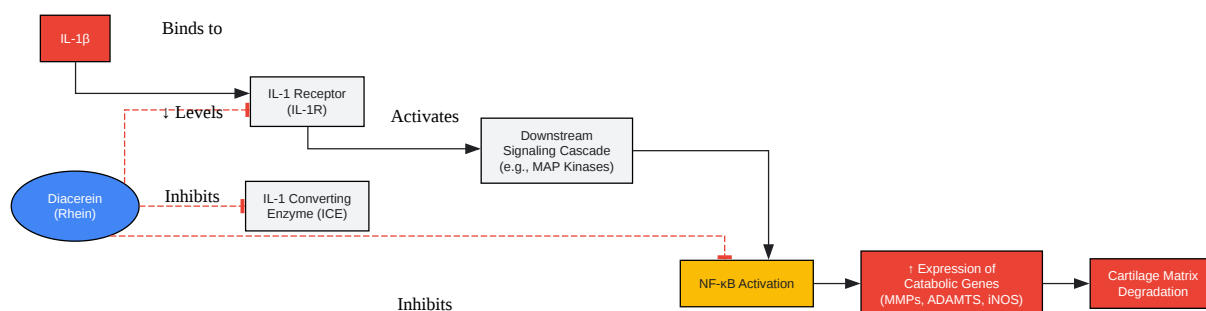 Binds to
IL-1β
IL-1 Receptor
(IL-1R)
↓ Levels
Activates
Downstream
Signaling Cascade
(e.g., MAP Kinases)
Diacerein
(Rhein)
Inhibits
IL-1 Converting
Enzyme (ICE)
NF-κB Activation
↑ Expression of
Catabolic Genes
(MMPs, ADAMTS, iNOS)
Cartilage Matrix
Degradation
Inhibits